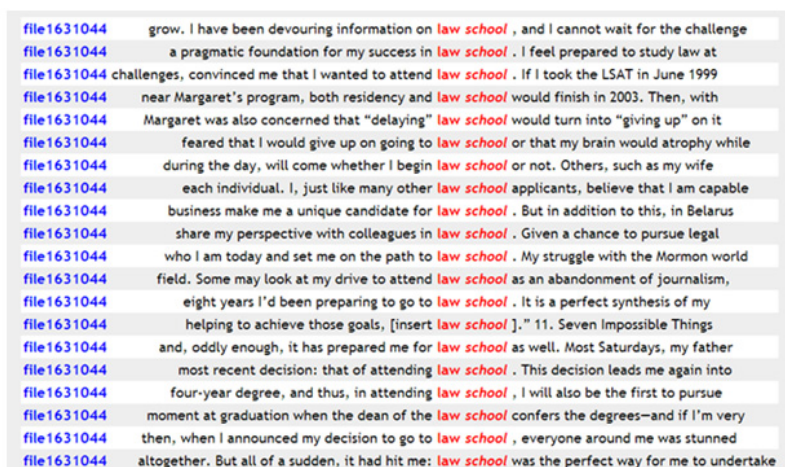 file1631044 grow. I have been devouring information on law school , and I cannot wait for the challenge
file1631044 a pragmatic foundation for my success in law school . I feel prepared to study law at
file1631044 challenges, convinced me that I wanted to attend law school . If I took the LSAT in June 1999
file1631044 near Margaret’s program, both residency and law school would finish in 2003. Then, with
file1631044 Margaret was also concerned that “delaying” law school would turn into “giving up” on it
file1631044 feared that I would give up on going to law school or that my brain would atrophy while
file1631044 during the day, will come whether I begin law school or not. Others, such as my wife
file1631044 each individual. I, just like many other law school applicants, believe that I am capable
file1631044 business make me a unique candidate for law school . But in addition to this, in Belarus
file1631044 share my perspective with colleagues in law school . Given a chance to pursue legal
file1631044 who I am today and set me on the path to law school . My struggle with the Mormon world
file1631044 field. Some may look at my drive to attend law school as an abandonment of journalism,
file1631044 eight years I’d been preparing to go to law school . It is a perfect synthesis of my
file1631044 helping to achieve those goals, [insert law school ].” 11. Seven Impossible Things
file1631044 and, oddly enough, it has prepared me for law school as well. Most Saturdays, my father
file1631044 most recent decision: that of attending law school . This decision leads me again into
file1631044 four-year degree, and thus, in attending law school , I will also be the first to pursue
file1631044 moment at graduation when the dean of the law school confers the degrees—and if I’m very
file1631044 then, when I announced my decision to go to law school , everyone around me was stunned
file1631044 altogether. But all of a sudden, it had hit me: law school was the perfect way for me to undertake